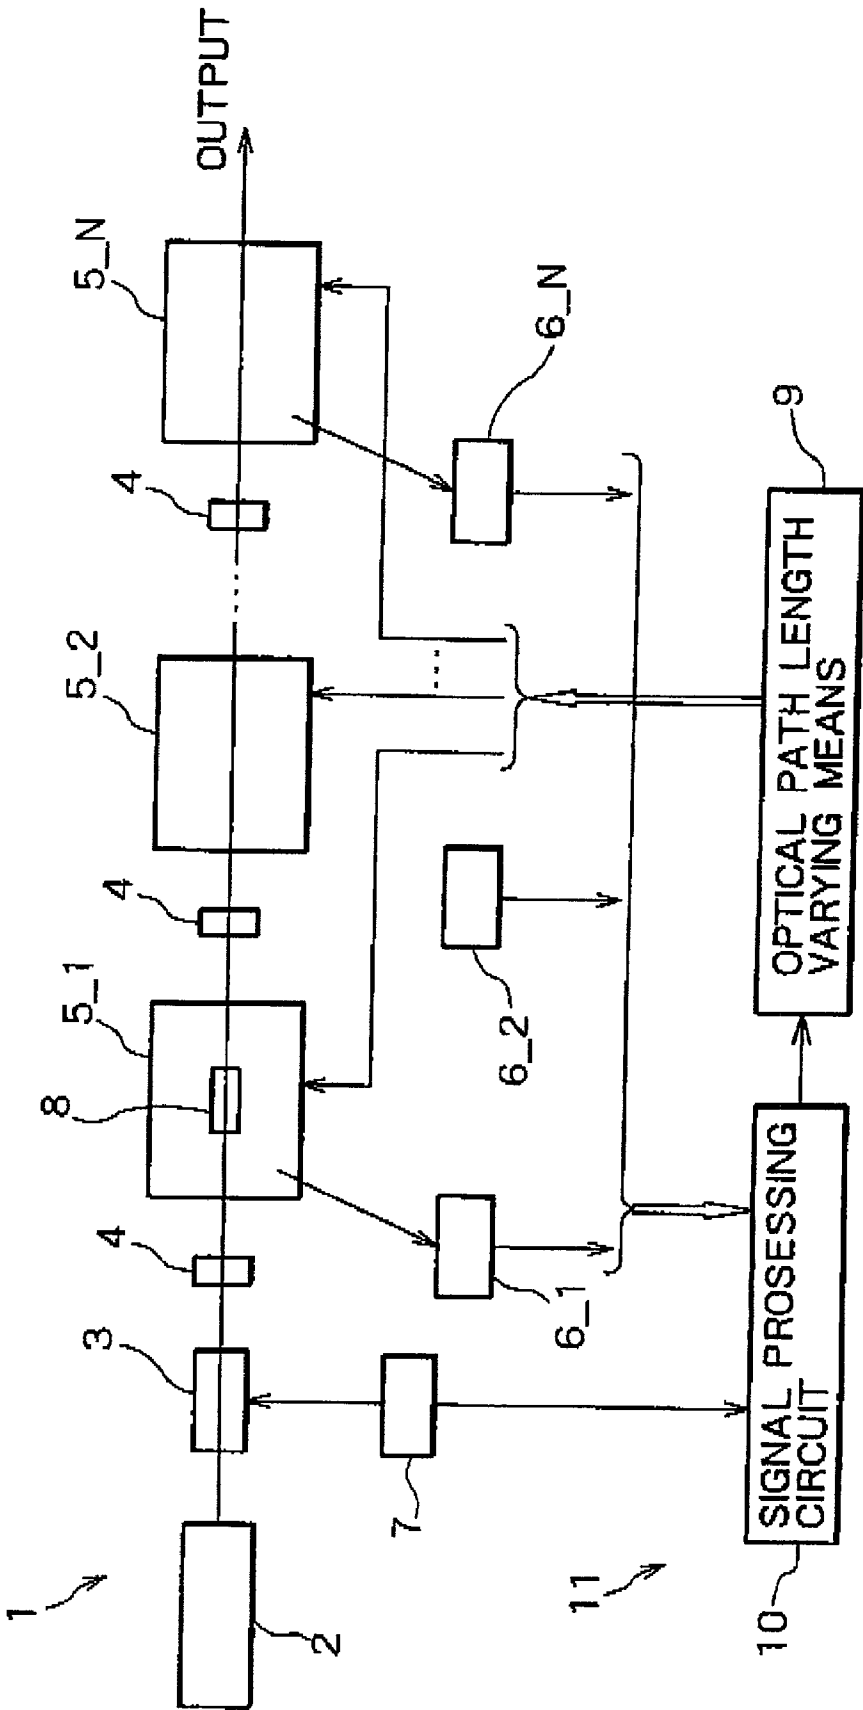 1
2
3
4
5_1
8
4
5_2
4
5_N
OUTPUT
7
6_1
6_2
6_N
11
10
SIGNAL PROSESSING
CIRCUIT
9
OPTICAL PATH LENGTH
VARYING MEANS